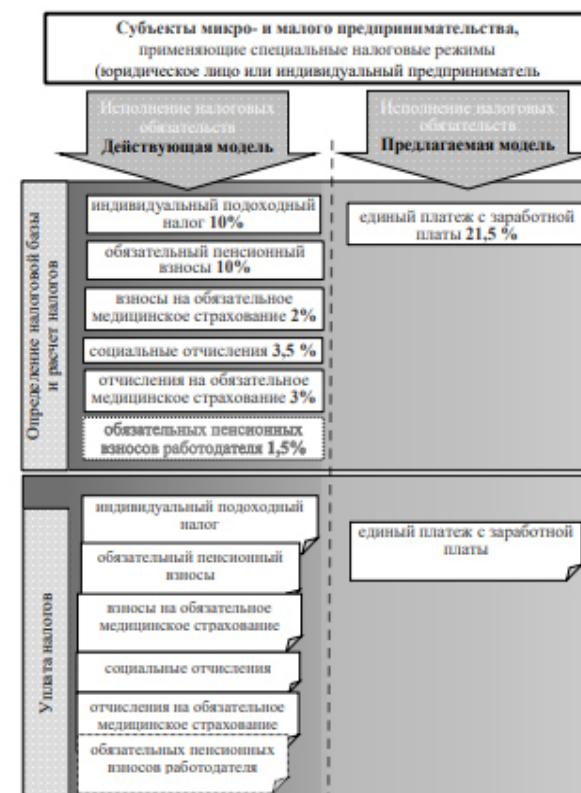 Субъекты микро- и малого предпринимательства,
применяющие специальные налоговые режимы
(юридическое лицо или индивидуальный предприниматель
Исполнение налоговых
обязательств
Действующая модель
Исполнение налоговых
обязательств
Предлагаемая модель
Определение налоговой базы
и расчет налогов
индивидуальный подоходный
налог 10%
обязательный пенсионный
взносы 10%
взносы на обязательное
медицинское страхование 2%
социальные отчисления 3,5 %
отчисления на обязательное
медицинское страхование 3%
обязательных пенсионных
взносов работодателя 1,5%
единый платеж с заработной
платы 21,5 %
Уплата налогов
индивидуальный подоходный
налог
обязательный пенсионный
взносы
взносы на обязательное
медицинское страхование
социальные отчисления
отчисления на обязательное
медицинское страхование
обязательных пенсионных
взносов работодателя
единый платеж с заработной
платы